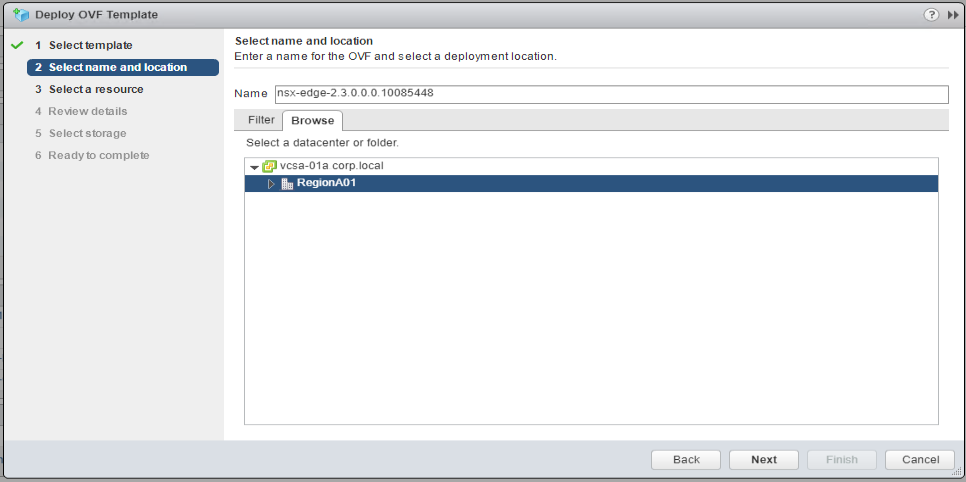 Deploy OVF Template
?
1 Select template
2 Select name and location
3 Select a resource
4 Review details
5 Select storage
6 Ready to complete
Select name and location
Enter a name for the OVF and select a deployment location.
Name nsx-edge-2.3.0.0.0.10085448
Filter Browse
Select a datacenter or folder.
vcsa-01a corp.local
RegionA01
Back Next Finish Cancel